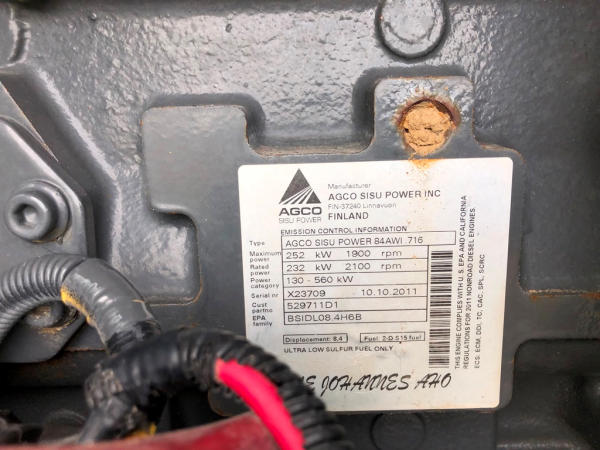 Manufacturer
AGCO SISU POWER INC
FIN-37240 Linnavuori
FINLAND
AGCO
SISU POWER
EMISSION CONTROL INFORMATION
Type AGCO SISU POWER 84AWI 716
Maximum power 252 kW 1900 rpm
Rated power 232 kW 2100 rpm
Power category 130 - 560 kW
Serial nr X23709 10.10.2011
Cust partno 529711D1
EPA family BSIDL08.4H6B
Displacement: 8,4 Fuel: 2-D S15 fuel
ULTRA LOW SULFUR FUEL ONLY
JOHANNES AHO
THIS ENGINE COMPLIES WITH U.S. EPA AND CALIFORNIA
REGULATIONS FOR 2011 NONROAD DIESEL ENGINES.
ECS: ECM, DDI, TC, CAC, SPL, SCRC